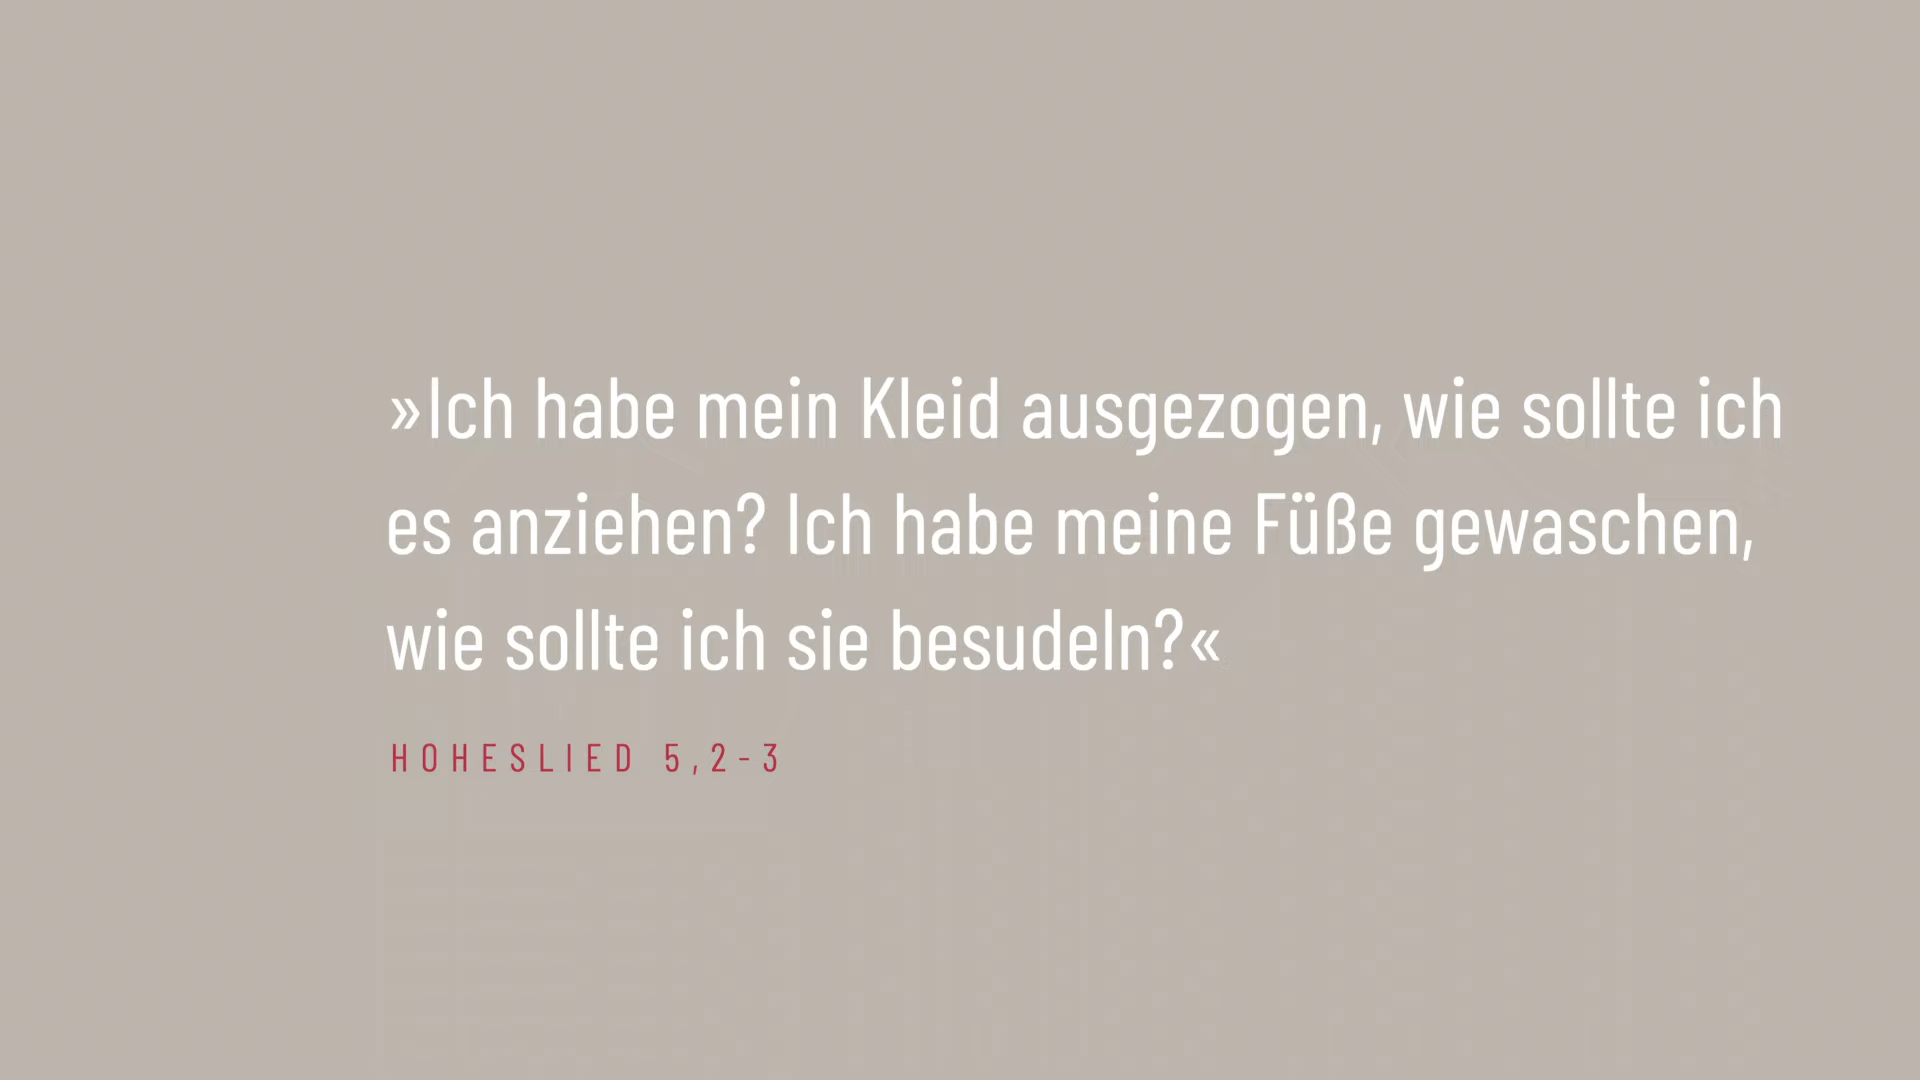 »Ich habe mein Kleid ausgezogen, wie sollte ich
es anziehen? Ich habe meine Füße gewaschen,
wie sollte ich sie besudeln?«
HOHESLIED 5,2-3